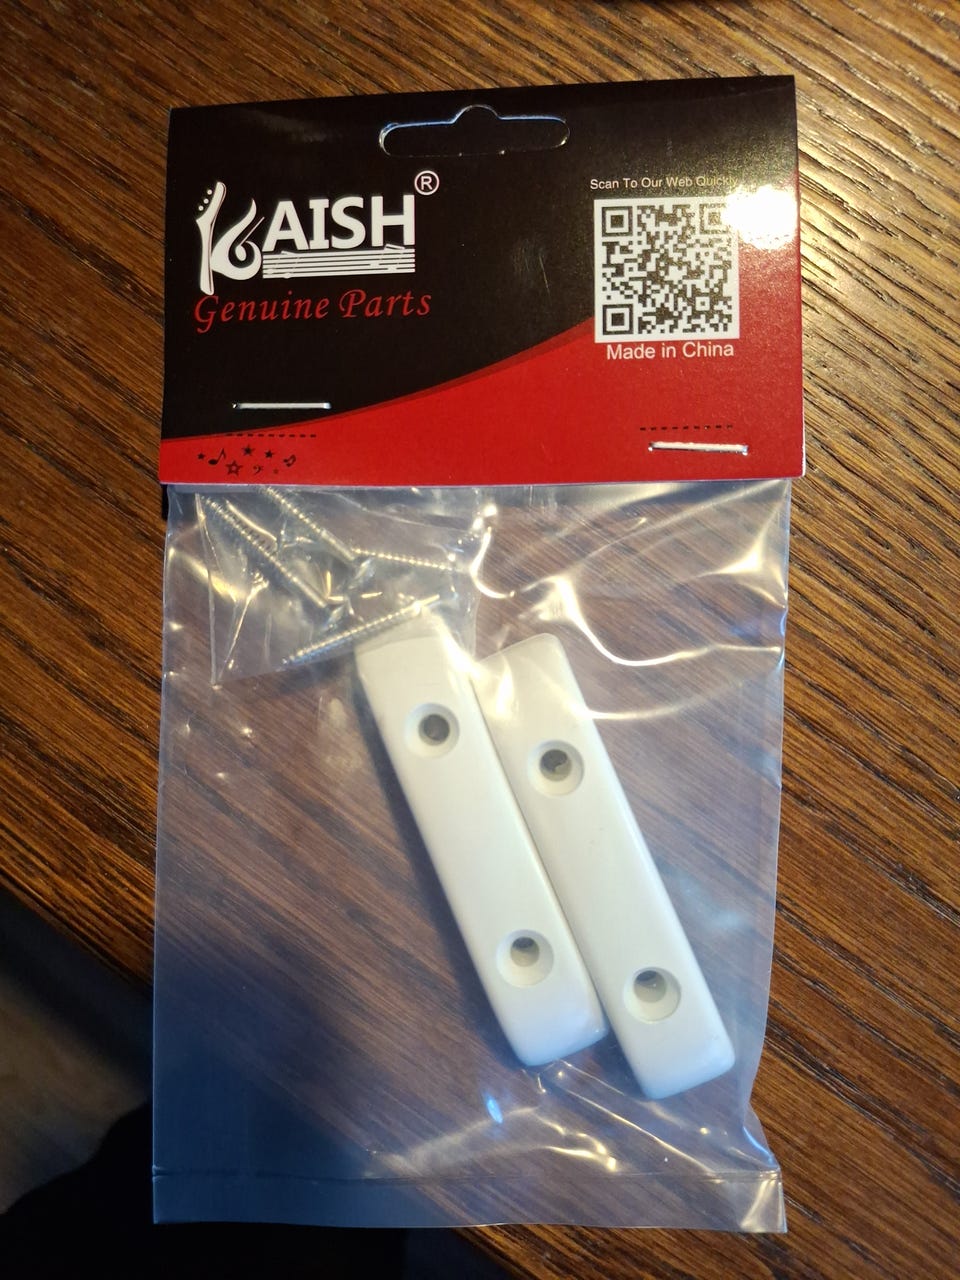 KAISH®
Genuine Parts
Scan To Our Web Quickly
Made in China